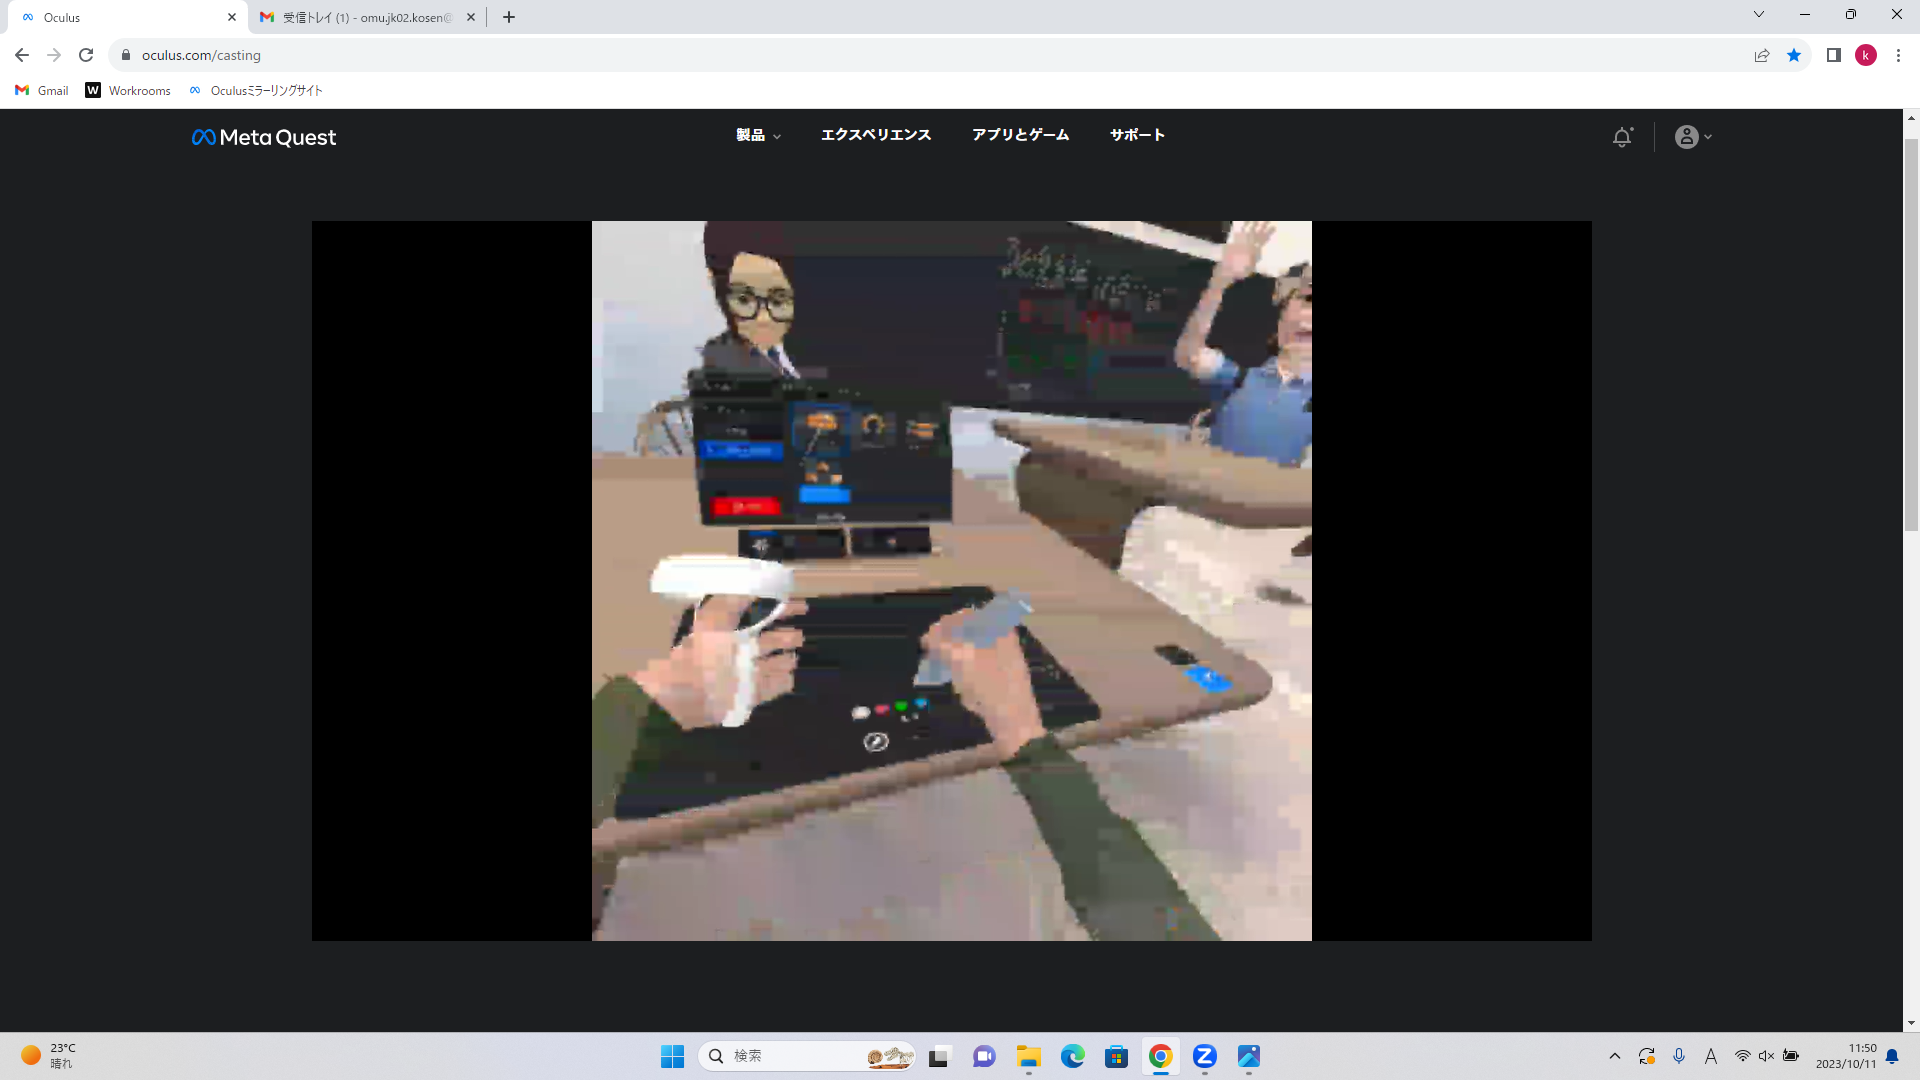 Oculus
受信トレイ (1) - omu.jk02.kosen@
oculus.com/casting
k
Gmail
W Workrooms
Oculusミラーリングサイト
Meta Quest
製品
エクスペリエンス
アプリとゲーム
サポート
23°C
晴れ
検索
Z
A
11:50
2023/10/11